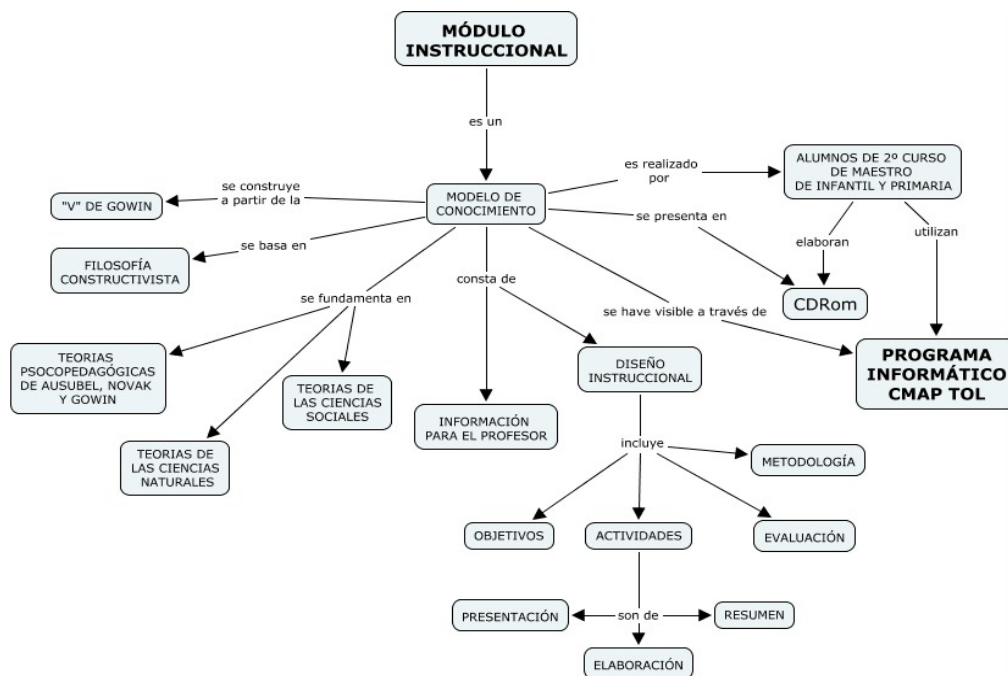 MÓDULO
INSTRUCCIONAL
es un
MODELO DE
CONOCIMIENTO
es realizado
por
ALUMNOS DE 2º CURSO
DE MAESTRO
DE INFANTIL Y PRIMARIA
se construye
a partir de la
"V" DE GOWIN
se presenta en
elaboran
utilizan
se basa en
FILOSOFÍA
CONSTRUCTIVISTA
CDRom
se fundamenta en
consta de
se have visible a través de
TEORIAS
PSOCOPEDAGÓGICAS
DE AUSUBEL, NOVAK
Y GOWIN
TEORIAS DE
LAS CIENCIAS
SOCIALES
TEORIAS DE
LAS CIENCIAS
NATURALES
INFORMACIÓN
PARA EL PROFESOR
DISEÑO
INSTRUCCIONAL
PROGRAMA
INFORMÁTICO
CMAP TOL
incluye
METODOLOGÍA
OBJETIVOS
ACTIVIDADES
EVALUACIÓN
son de
PRESENTACIÓN
RESUMEN
ELABORACIÓN